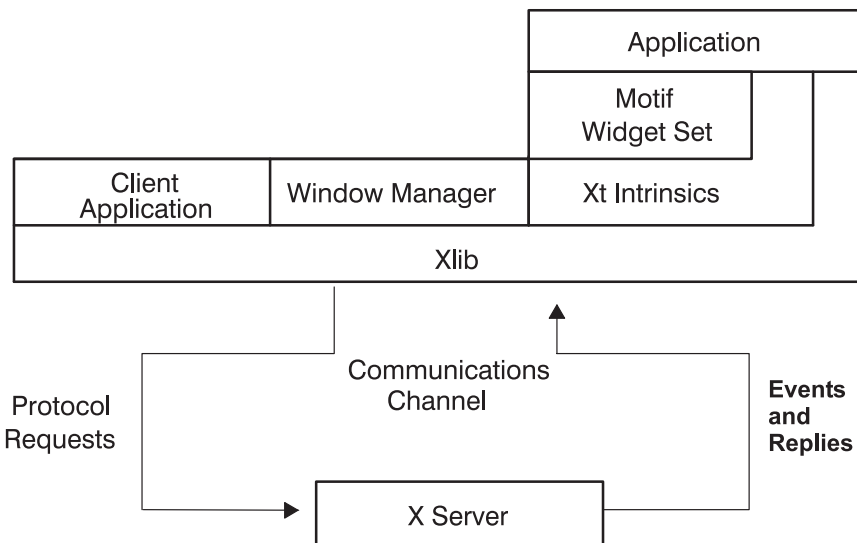 Application
Motif
Widget Set
Client
Application
Window Manager
Xt Intrinsics
Xlib
Communications
Channel
Protocol
Requests
Events
and
Replies
X Server